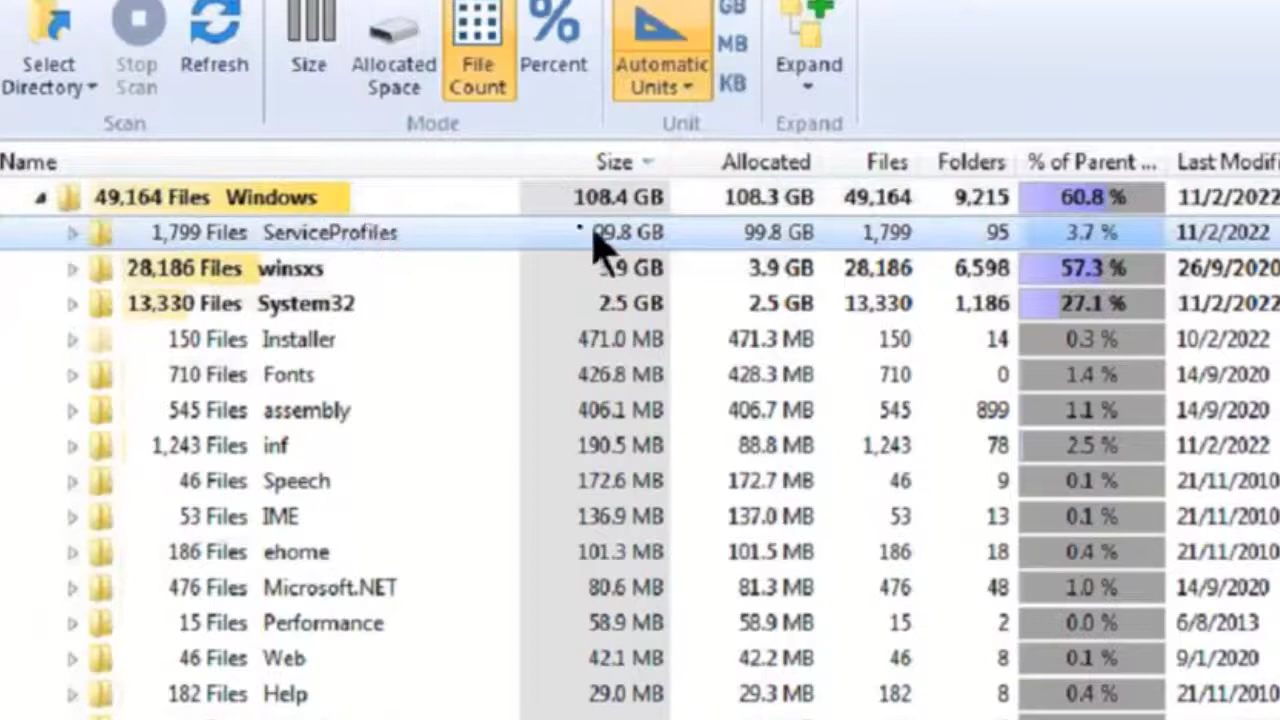 GB
Select Directory Stop Scan Refresh Size Allocated Space File Count Percent Automatic Units MB KB Expand
Scan Mode Unit Expand
Name Size Allocated Files Folders % of Parent ... Last Modifi
49,164 Files Windows 108.4 GB 108.3 GB 49,164 9,215 60.8 % 11/2/2022
1,799 Files ServiceProfiles 99.8 GB 99.8 GB 1,799 95 3.7 % 11/2/2022
28,186 Files winsxs 3.9 GB 3.9 GB 28,186 6,598 57.3 % 26/9/2020
13,330 Files System32 2.5 GB 2.5 GB 13,330 1,186 27.1 % 11/2/2022
150 Files Installer 471.0 MB 471.3 MB 150 14 0.3 % 10/2/2022
710 Files Fonts 426.8 MB 428.3 MB 710 0 1.4 % 14/9/2020
545 Files assembly 406.1 MB 406.7 MB 545 899 1.1 % 14/9/2020
1,243 Files inf 190.5 MB 88.8 MB 1,243 78 2.5 % 11/2/2022
46 Files Speech 172.6 MB 172.7 MB 46 9 0.1 % 21/11/2010
53 Files IME 136.9 MB 137.0 MB 53 13 0.1 % 21/11/2010
186 Files ehome 101.3 MB 101.5 MB 186 18 0.4 % 21/11/2010
476 Files Microsoft.NET 80.6 MB 81.3 MB 476 48 1.0 % 14/9/2020
15 Files Performance 58.9 MB 58.9 MB 15 2 0.0 % 6/8/2013
46 Files Web 42.1 MB 42.2 MB 46 8 0.1 % 9/1/2020
182 Files Help 29.0 MB 29.3 MB 182 8 0.4 % 21/11/2010